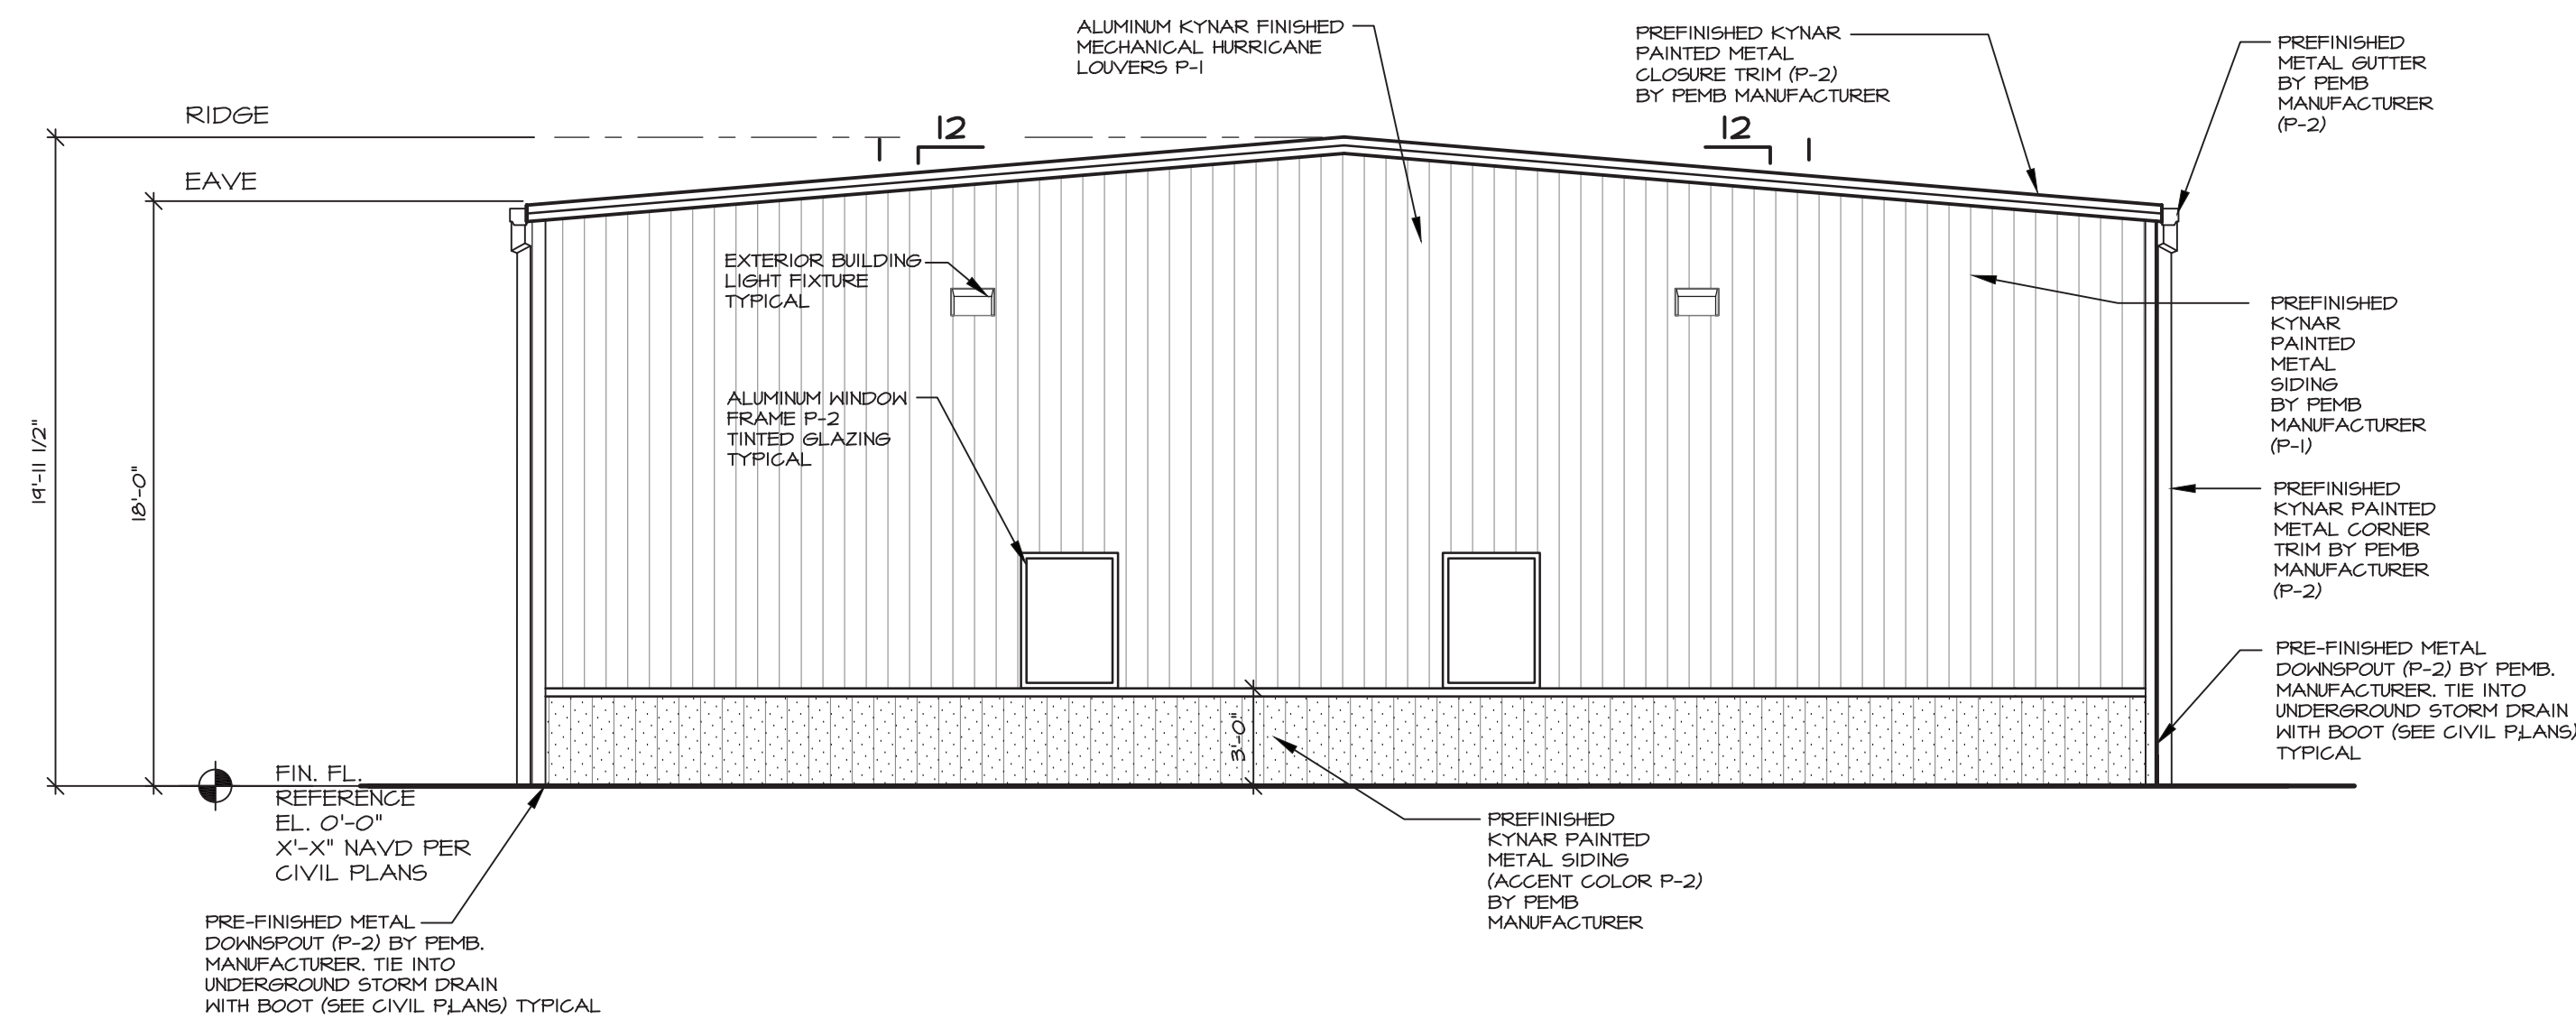 ALUMINUM KYNAR FINISHED
MECHANICAL HURRICANE
LOUVERS P-1
PREFINISHED KYNAR
PAINTED METAL
CLOSURE TRIM (P-2)
BY PEMB MANUFACTURER
PREFINISHED
METAL GUTTER
BY PEMB
MANUFACTURER
(P-2)
RIDGE
EAVE
12
1
12
1
EXTERIOR BUILDING
LIGHT FIXTURE
TYPICAL
ALUMINUM WINDOW
FRAME P-2
TINTED GLAZING
TYPICAL
19'-11 1/2"
18'-0"
3'-0"
PREFINISHED
KYNAR
PAINTED
METAL
SIDING
BY PEMB
MANUFACTURER
(P-1)
PREFINISHED
KYNAR PAINTED
METAL CORNER
TRIM BY PEMB
MANUFACTURER
(P-2)
PRE-FINISHED METAL
DOWNSPOUT (P-2) BY PEMB.
MANUFACTURER. TIE INTO
UNDERGROUND STORM DRAIN
WITH BOOT (SEE CIVIL P;LANS)
TYPICAL
FIN. FL.
REFERENCE
EL. 0'-0"
X'-X" NAVD PER
CIVIL PLANS
PREFINISHED
KYNAR PAINTED
METAL SIDING
(ACCENT COLOR P-2)
BY PEMB
MANUFACTURER
PRE-FINISHED METAL
DOWNSPOUT (P-2) BY PEMB.
MANUFACTURER. TIE INTO
UNDERGROUND STORM DRAIN
WITH BOOT (SEE CIVIL P;LANS) TYPICAL